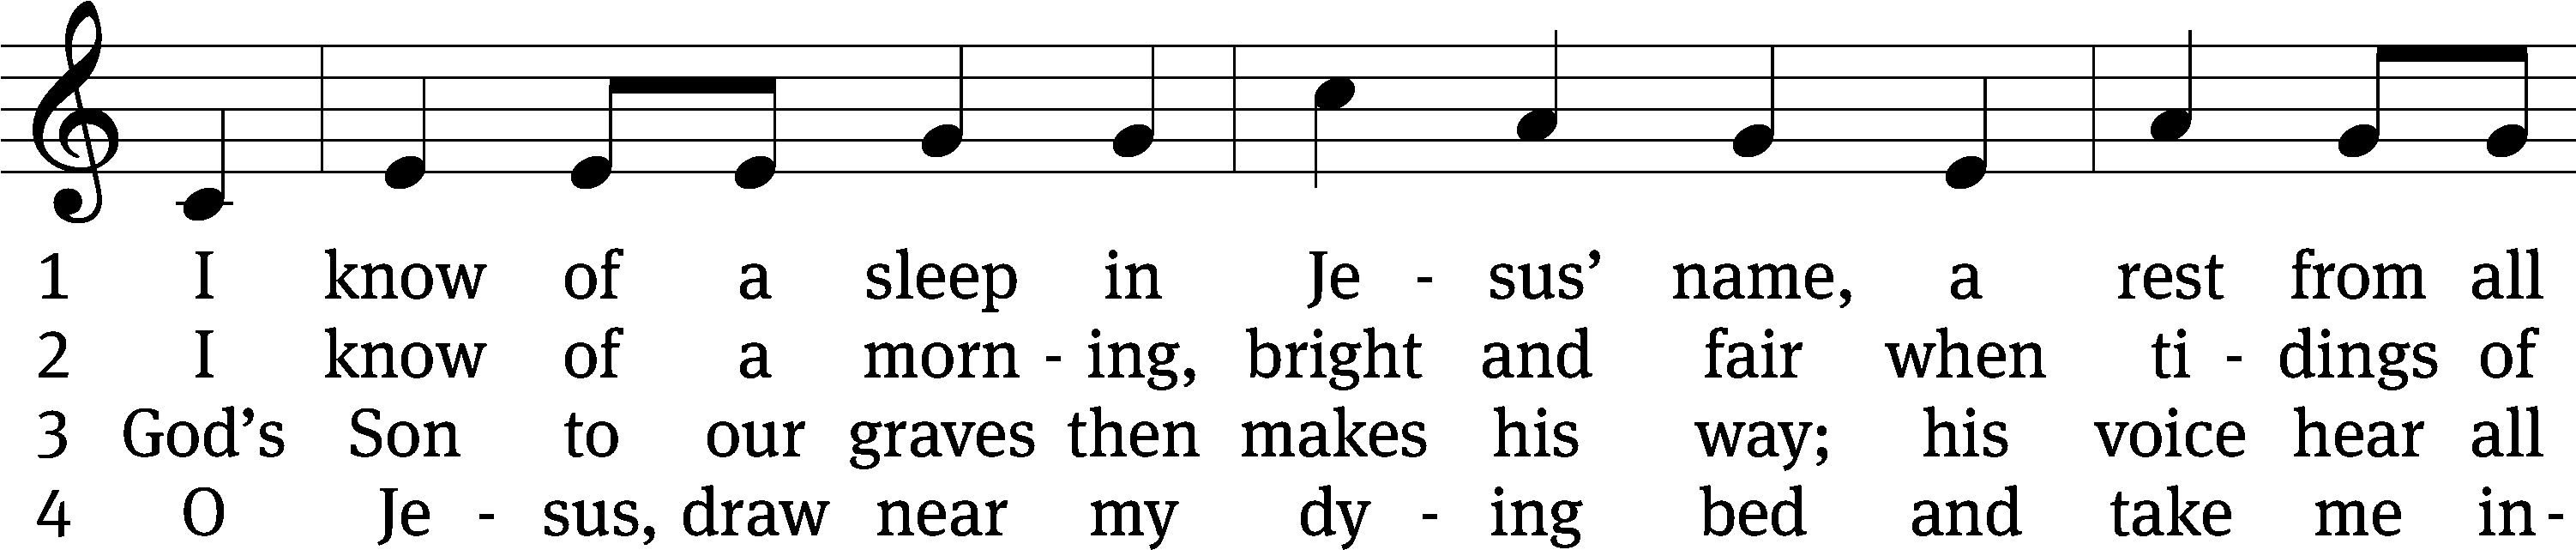 1 I know of a sleep in Je - sus’ name, a rest from all
2 I know of a morn - ing, bright and fair when ti - dings of
3 God’s Son to our graves then makes his way; his voice hear all
4 O Je - sus, draw near my dy - ing bed and take me in-